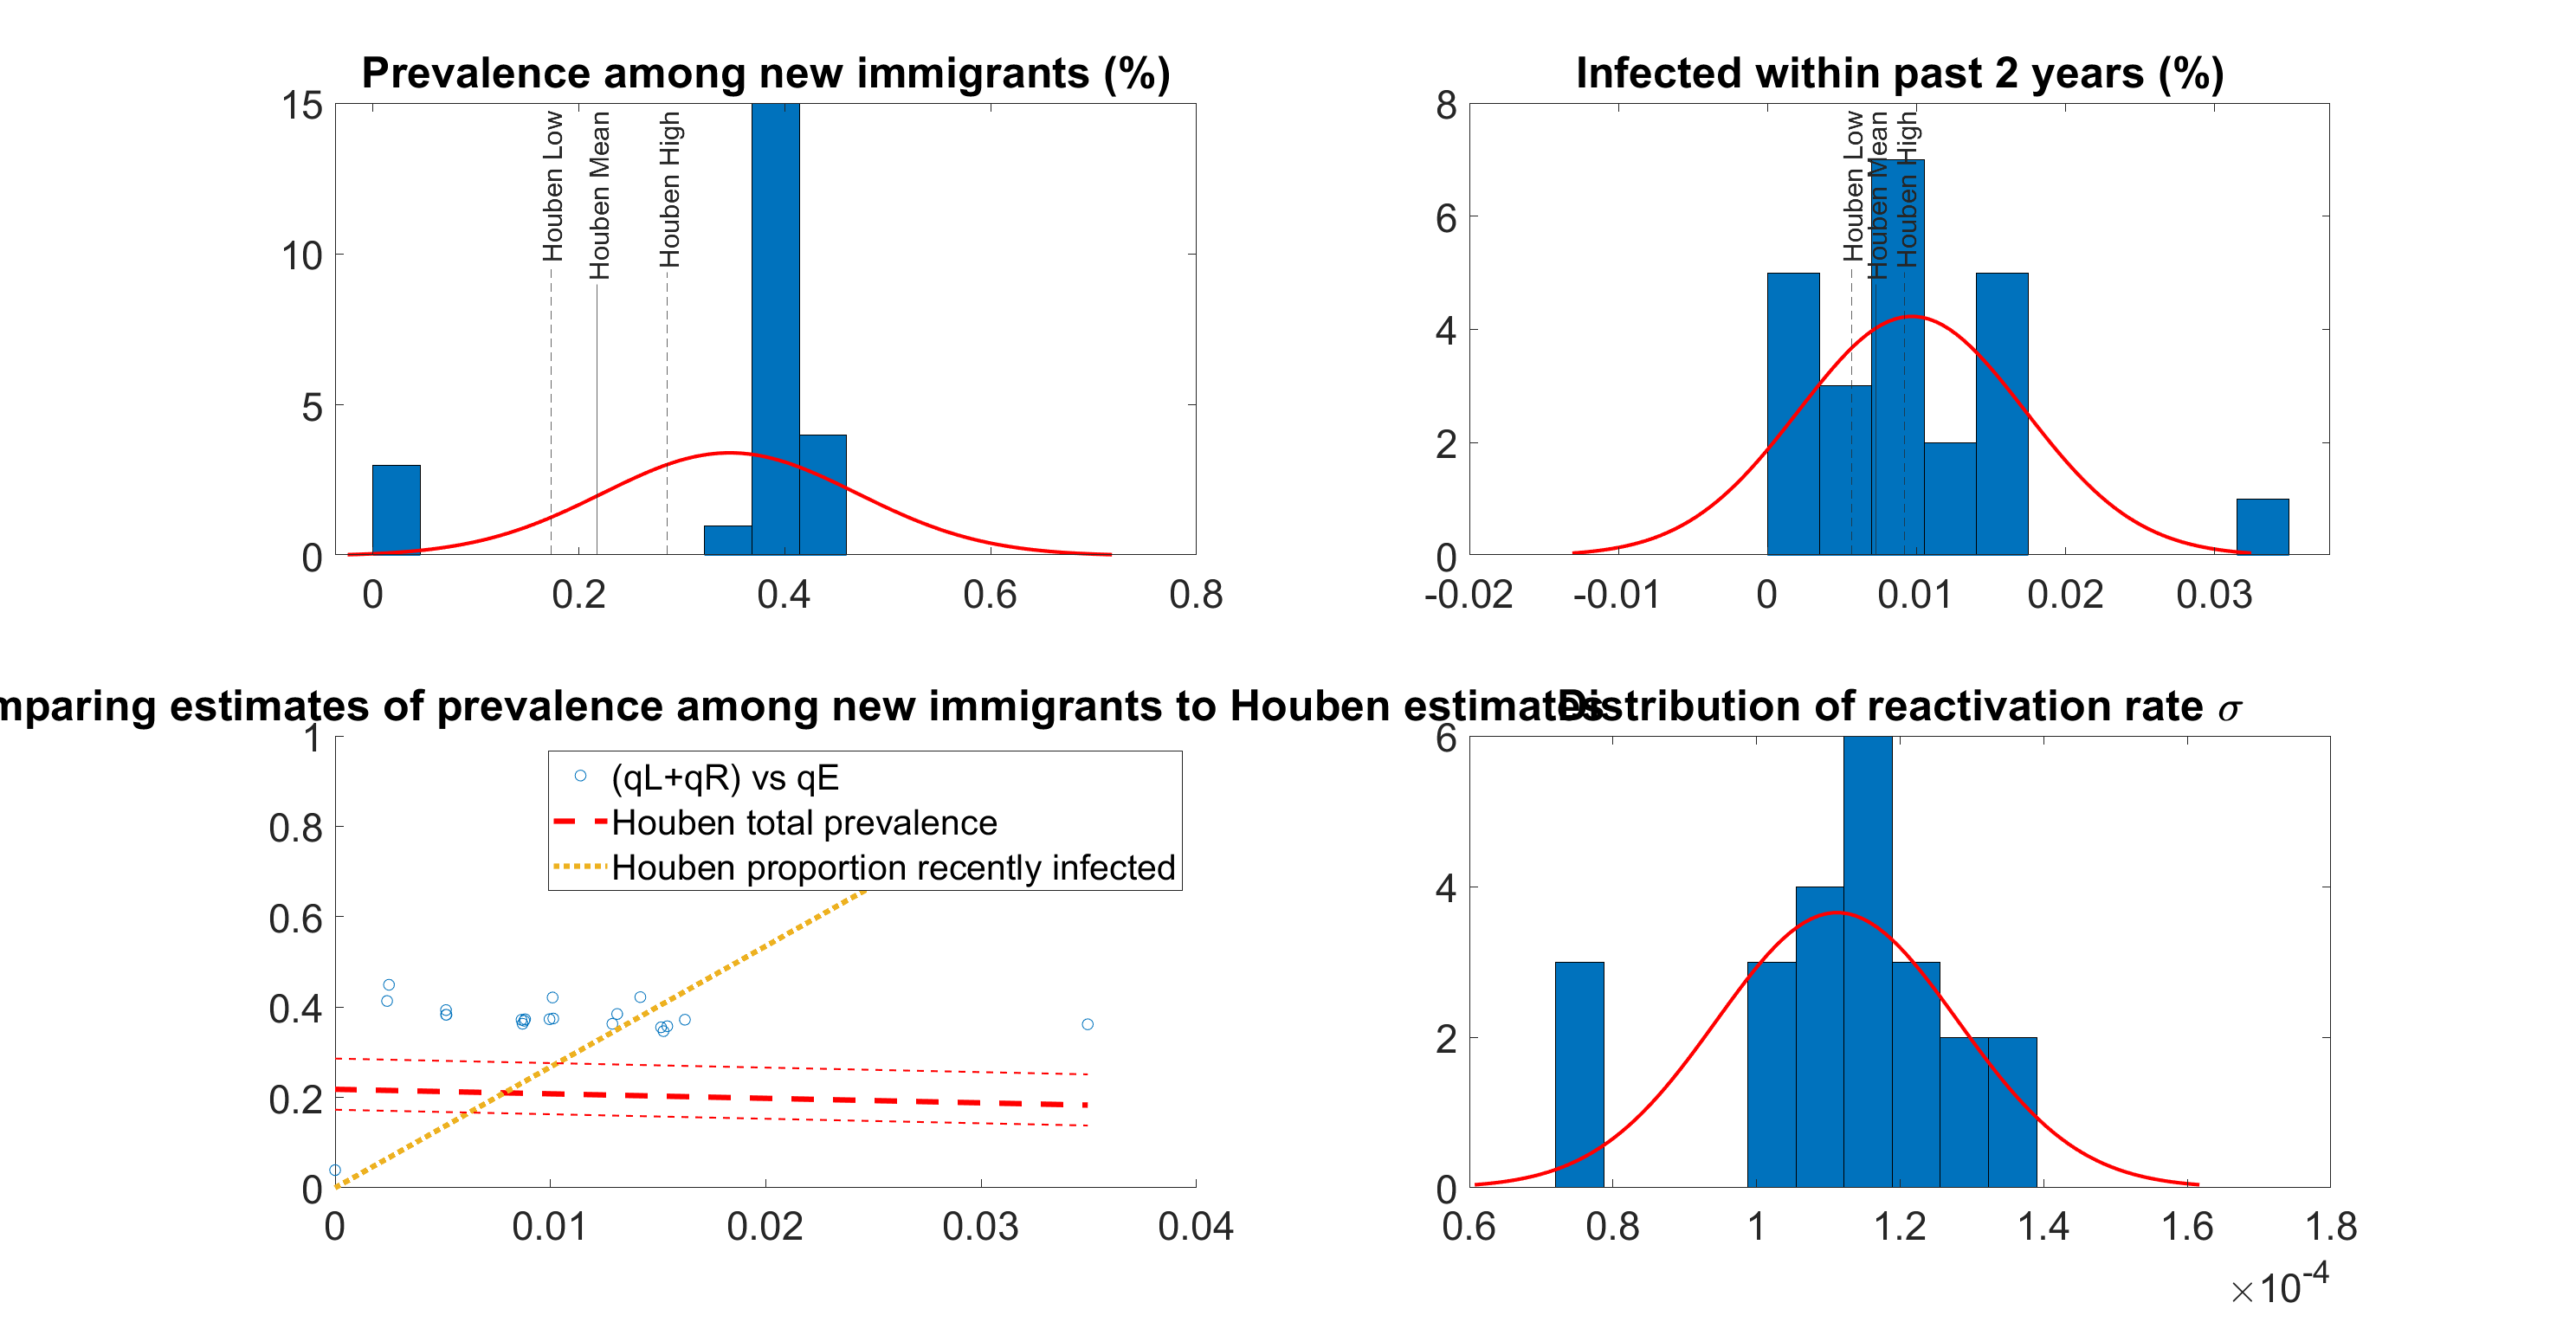 Prevalence among new immigrants (%)
15
10
5
0
Houben Low
Houben Mean
Houben High
0 0.2 0.4 0.6 0.8
Infected within past 2 years (%)
8
6
4
2
0
Houben Low
Houben Mean
Houben High
-0.02 -0.01 0 0.01 0.02 0.03
mparing estimates of prevalence among new immigrants to Houben estimates
1
0.8
0.6
0.4
0.2
0
(qL+qR) vs qE
Houben total prevalence
Houben proportion recently infected
0 0.01 0.02 0.03 0.04
Distribution of reactivation rate σ
6
4
2
0
0.6 0.8 1 1.2 1.4 1.6 1.8
×10-4